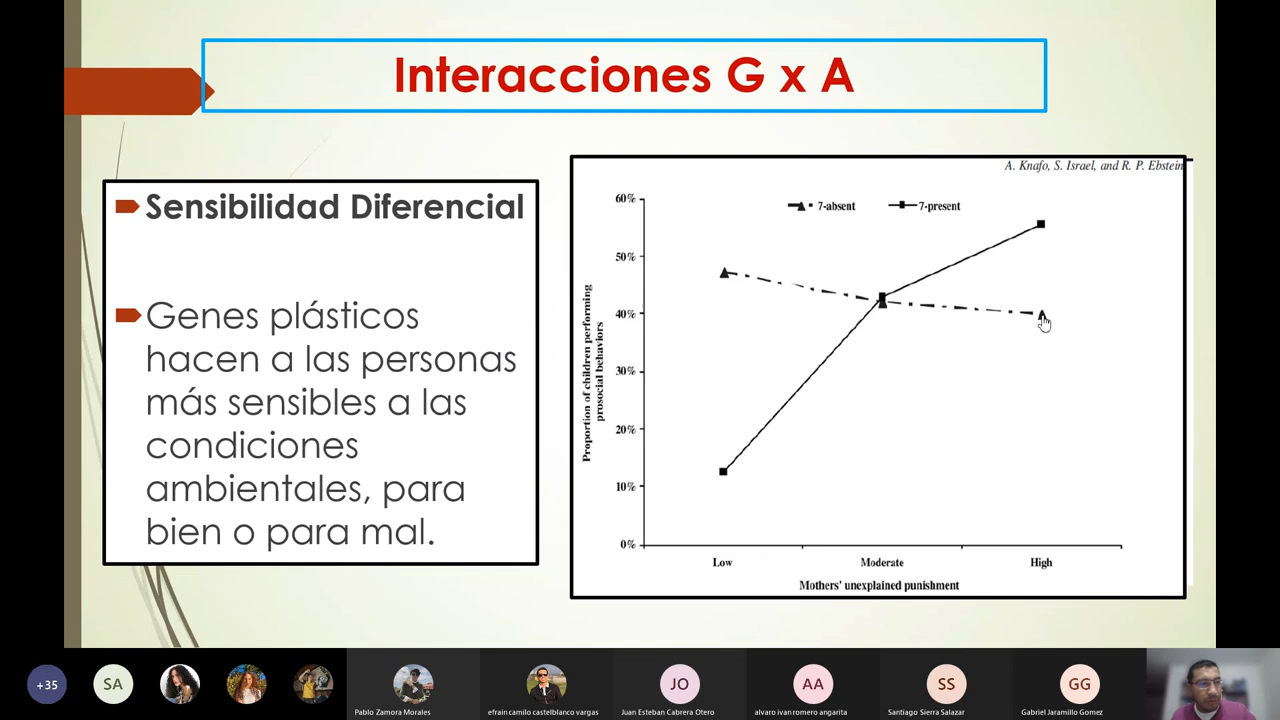 Interacciones G x A
Sensibilidad Diferencial
Genes plásticos
hacen a las personas
más sensibles a las
condiciones
ambientales, para
bien o para mal.
A. Knafo, S. Israel, and R. P. Ebstein
7-absent
7-present
60%
50%
40%
30%
20%
10%
0%
Proportion of children performing
prosocial behaviors
Low Moderate High
Mothers' unexplained punishment
+35
SA
Pablo Zamora Morales
efrain camilo castelblanco vargas
JO
Juan Esteban Cabrera Otero
AA
alvaro ivan romero angarita
SS
Santiago Sierra Salazar
GG
Gabriel Jaramillo Gomez